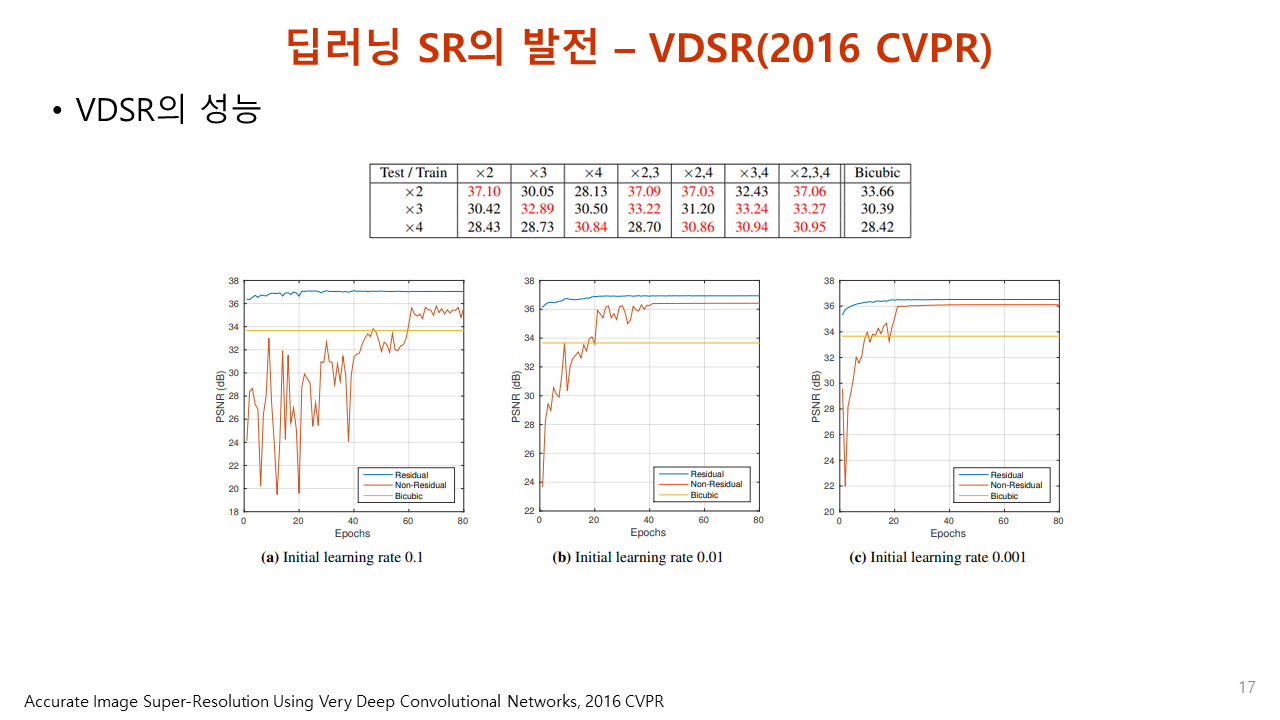 딥러닝 SR의 발전 – VDSR(2016 CVPR)
• VDSR의 성능
Test / Train ×2 ×3 ×4 ×2,3 ×2,4 ×3,4 ×2,3,4 Bicubic
×2 37.10 30.05 28.13 37.09 37.03 32.43 37.06 33.66
×3 30.42 32.89 30.50 33.22 31.20 33.24 33.27 30.39
×4 28.43 28.73 30.84 28.70 30.86 30.94 30.95 28.42
38
36
34
32
30
28
26
24
22
20
18
PSNR (dB)
0 20 40 60 80
Epochs
Residual
Non-Residual
Bicubic
(a) Initial learning rate 0.1
38
36
34
32
30
28
26
24
22
PSNR (dB)
0 20 40 60 80
Epochs
Residual
Non-Residual
Bicubic
(b) Initial learning rate 0.01
38
36
34
32
30
28
26
24
22
20
PSNR (dB)
0 20 40 60 80
Epochs
Residual
Non-Residual
Bicubic
(c) Initial learning rate 0.001
Accurate Image Super-Resolution Using Very Deep Convolutional Networks, 2016 CVPR
17